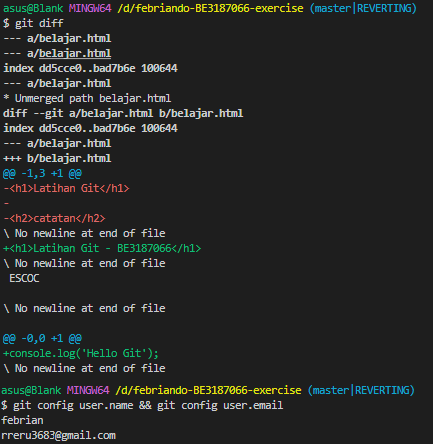 asus@Blank MINGW64 /d/febriando-BE3187066-exercise (master|REVERTING)
$ git diff
--- a/belajar.html
--- a/belajar.html
index dd5cce0..bad7b6e 100644
--- a/belajar.html
* Unmerged path belajar.html
diff --git a/belajar.html b/belajar.html
index dd5cce0..bad7b6e 100644
--- a/belajar.html
+++ b/belajar.html
@@ -1,3 +1 @@
-<h1>Latihan Git</h1>
-
-<h2>catatan</h2>
\ No newline at end of file
+<h1>Latihan Git - BE3187066</h1>
\ No newline at end of file
 ESCOC
\ No newline at end of file
@@ -0,0 +1 @@
+console.log('Hello Git');
\ No newline at end of file
asus@Blank MINGW64 /d/febriando-BE3187066-exercise (master|REVERTING)
$ git config user.name && git config user.email
febrian
rreru3683@gmail.com